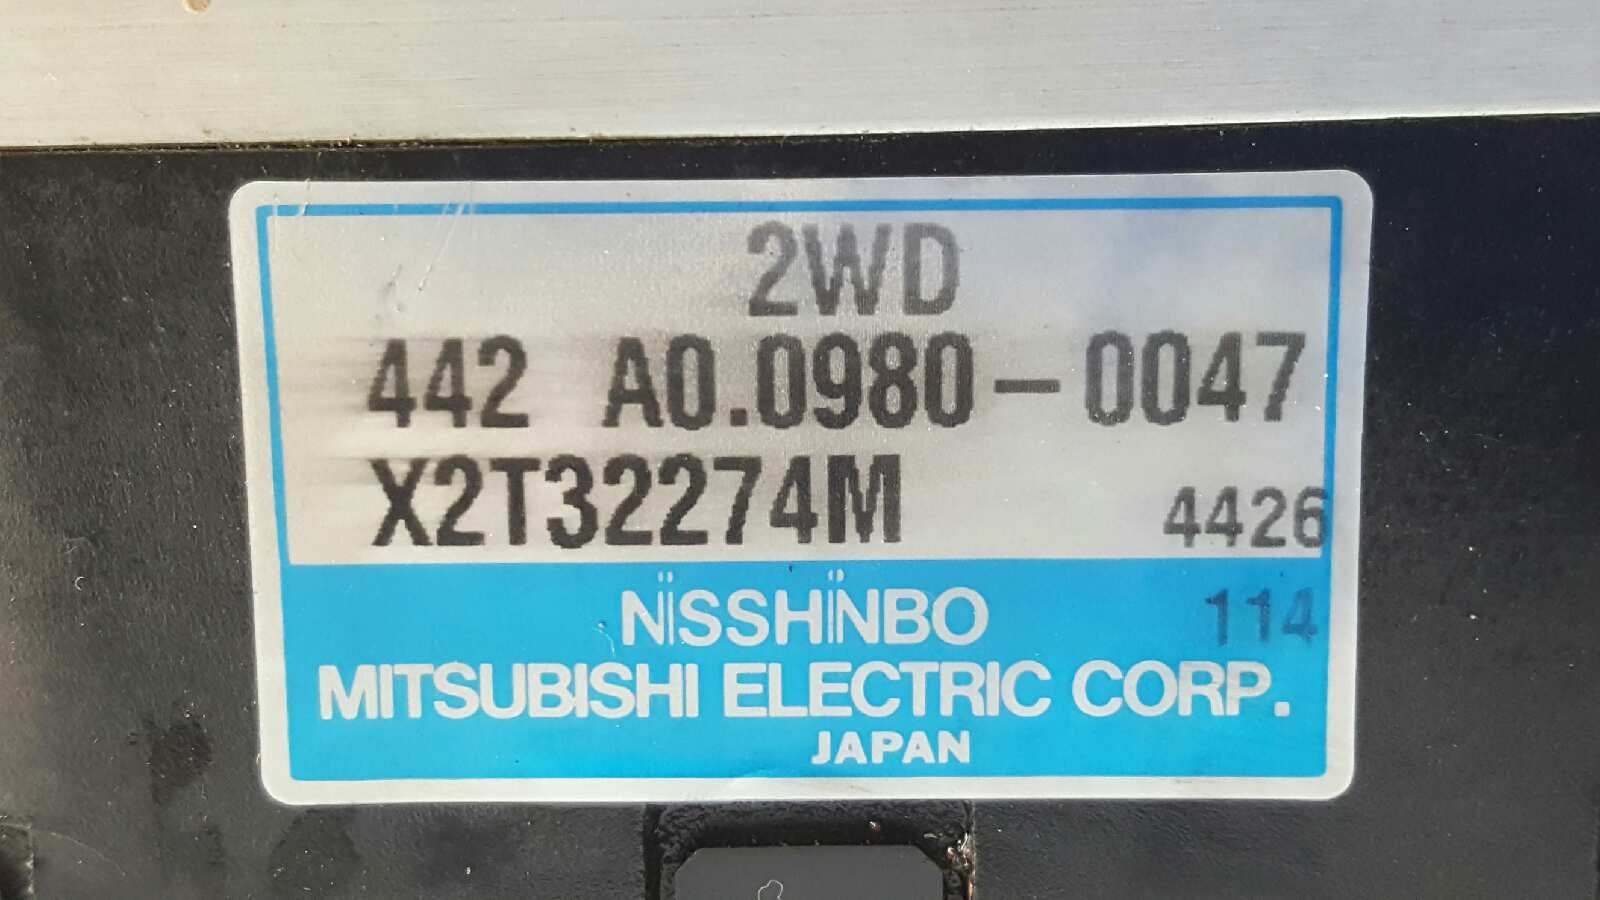 2WD
442 A0.0980-0047
X2T32274M 4426
NISSHINBO 114
MITSUBISHI ELECTRIC CORP.
JAPAN